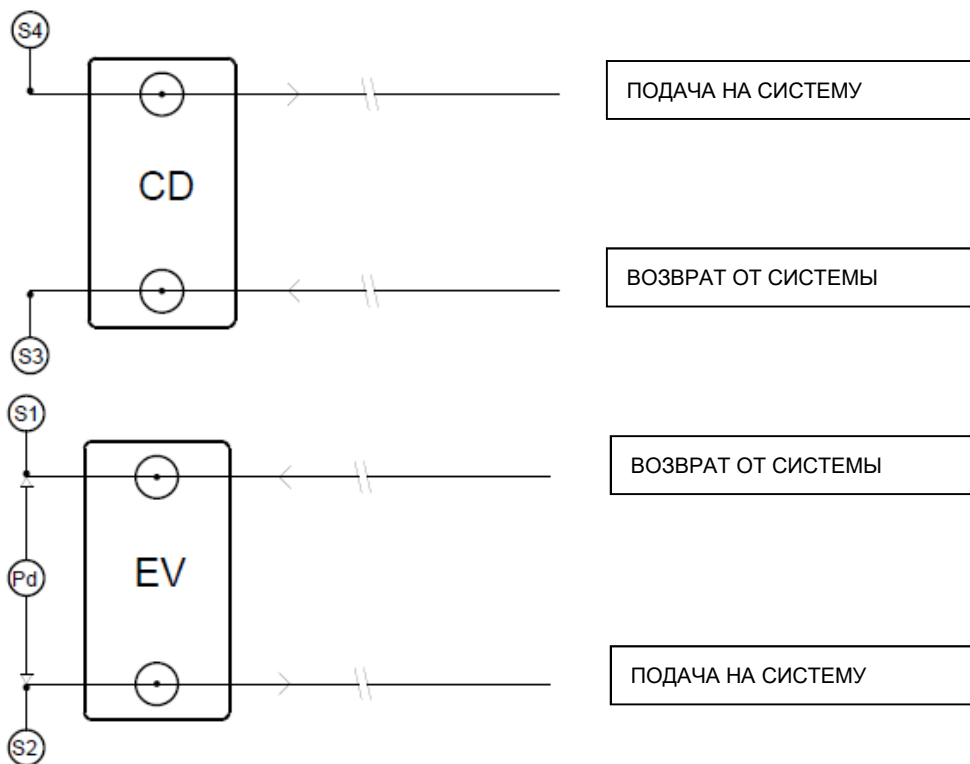 S4
ПОДАЧА НА СИСТЕМУ
CD
ВОЗВРАТ ОТ СИСТЕМЫ
S3
S1
ВОЗВРАТ ОТ СИСТЕМЫ
Pd
EV
ПОДАЧА НА СИСТЕМУ
S2